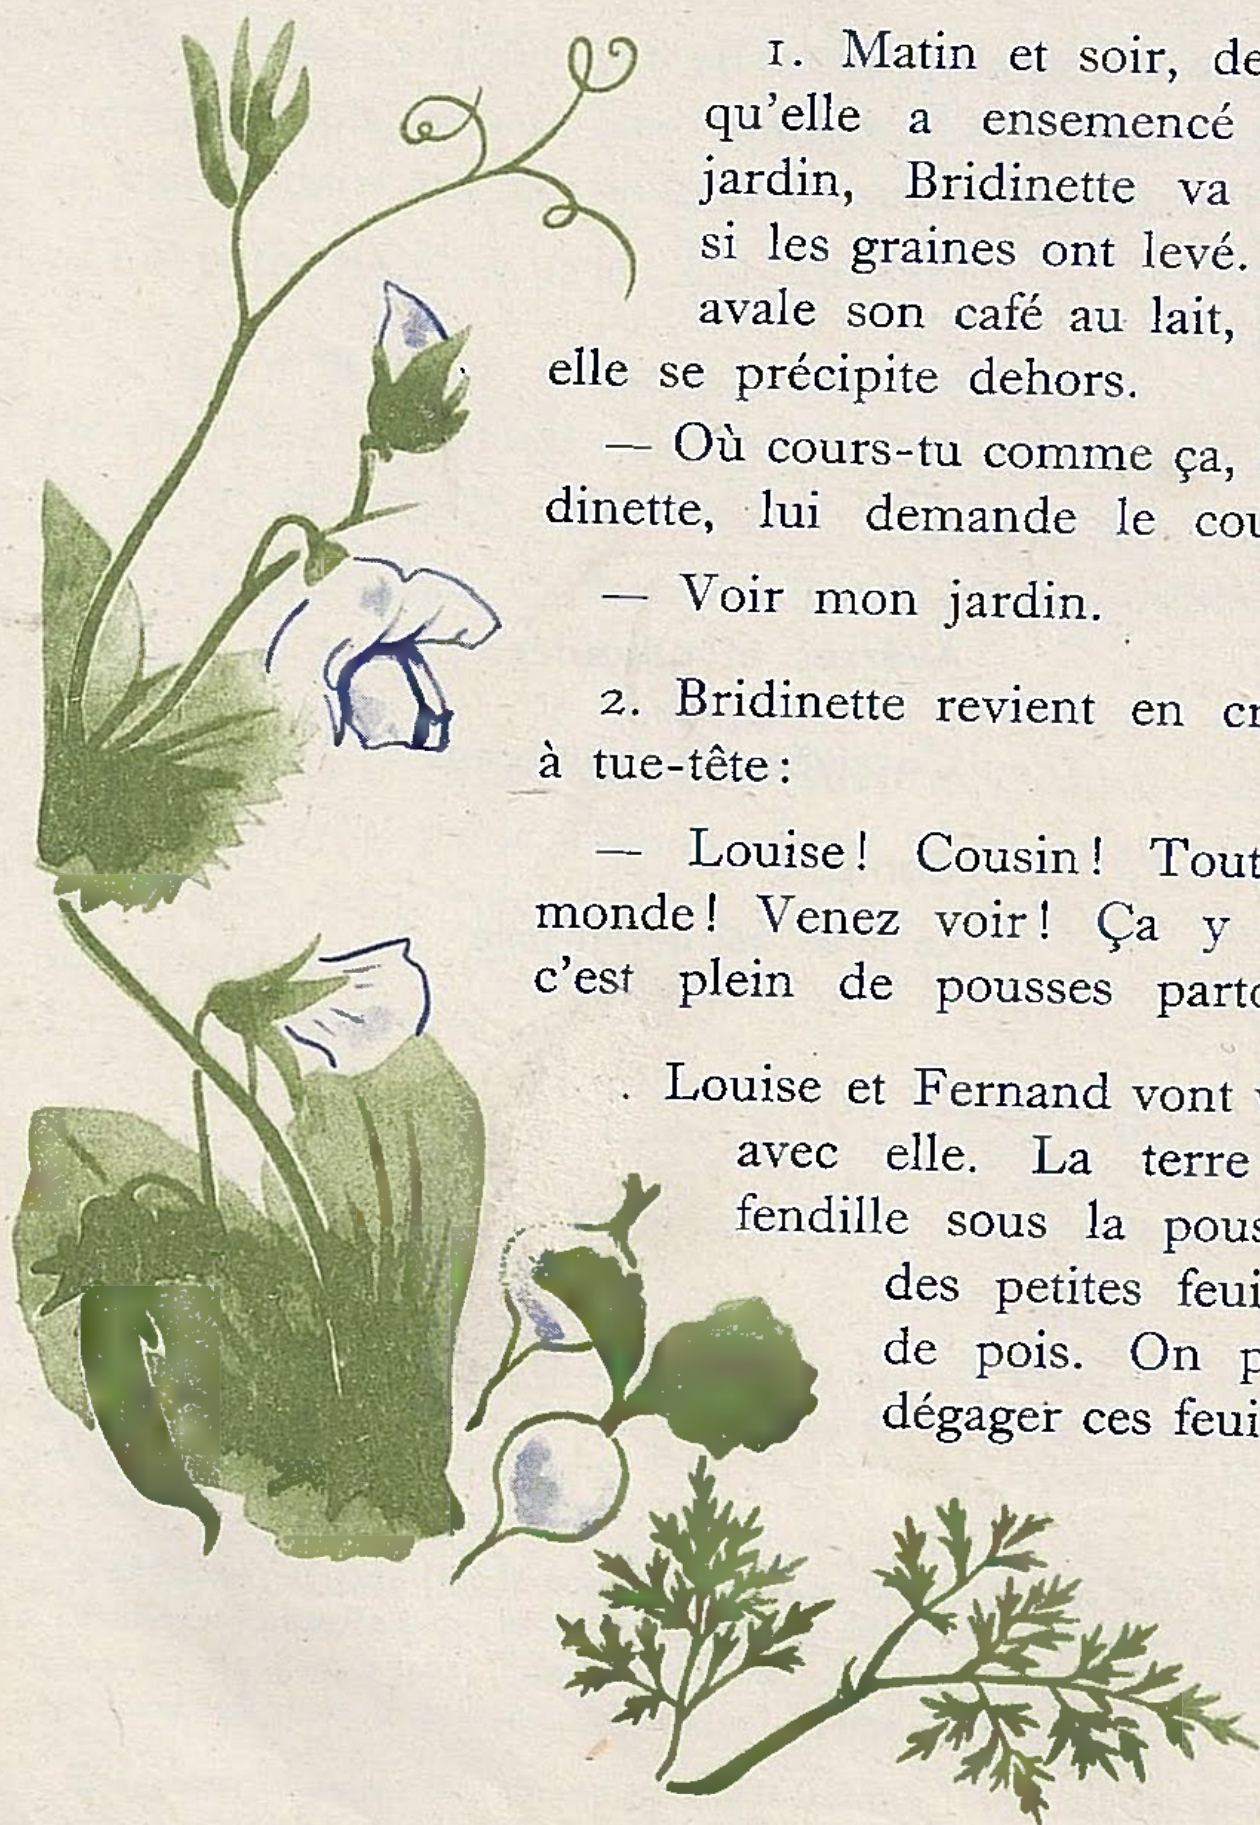 1. Matin et soir, de
qu'elle a ensemencé
jardin, Bridinette va
si les graines ont levé.
avale son café au lait,
elle se précipite dehors.
— Où cours-tu comme ça,
dinette, lui demande le cou
— Voir mon jardin.
2. Bridinette revient en cr
à tue-tête :
— Louise ! Cousin ! Tout
monde ! Venez voir ! Ça y
c'est plein de pousses parto
Louise et Fernand vont v
avec elle. La terre
fendille sous la pous
des petites feui
de pois. On p
dégager ces feui